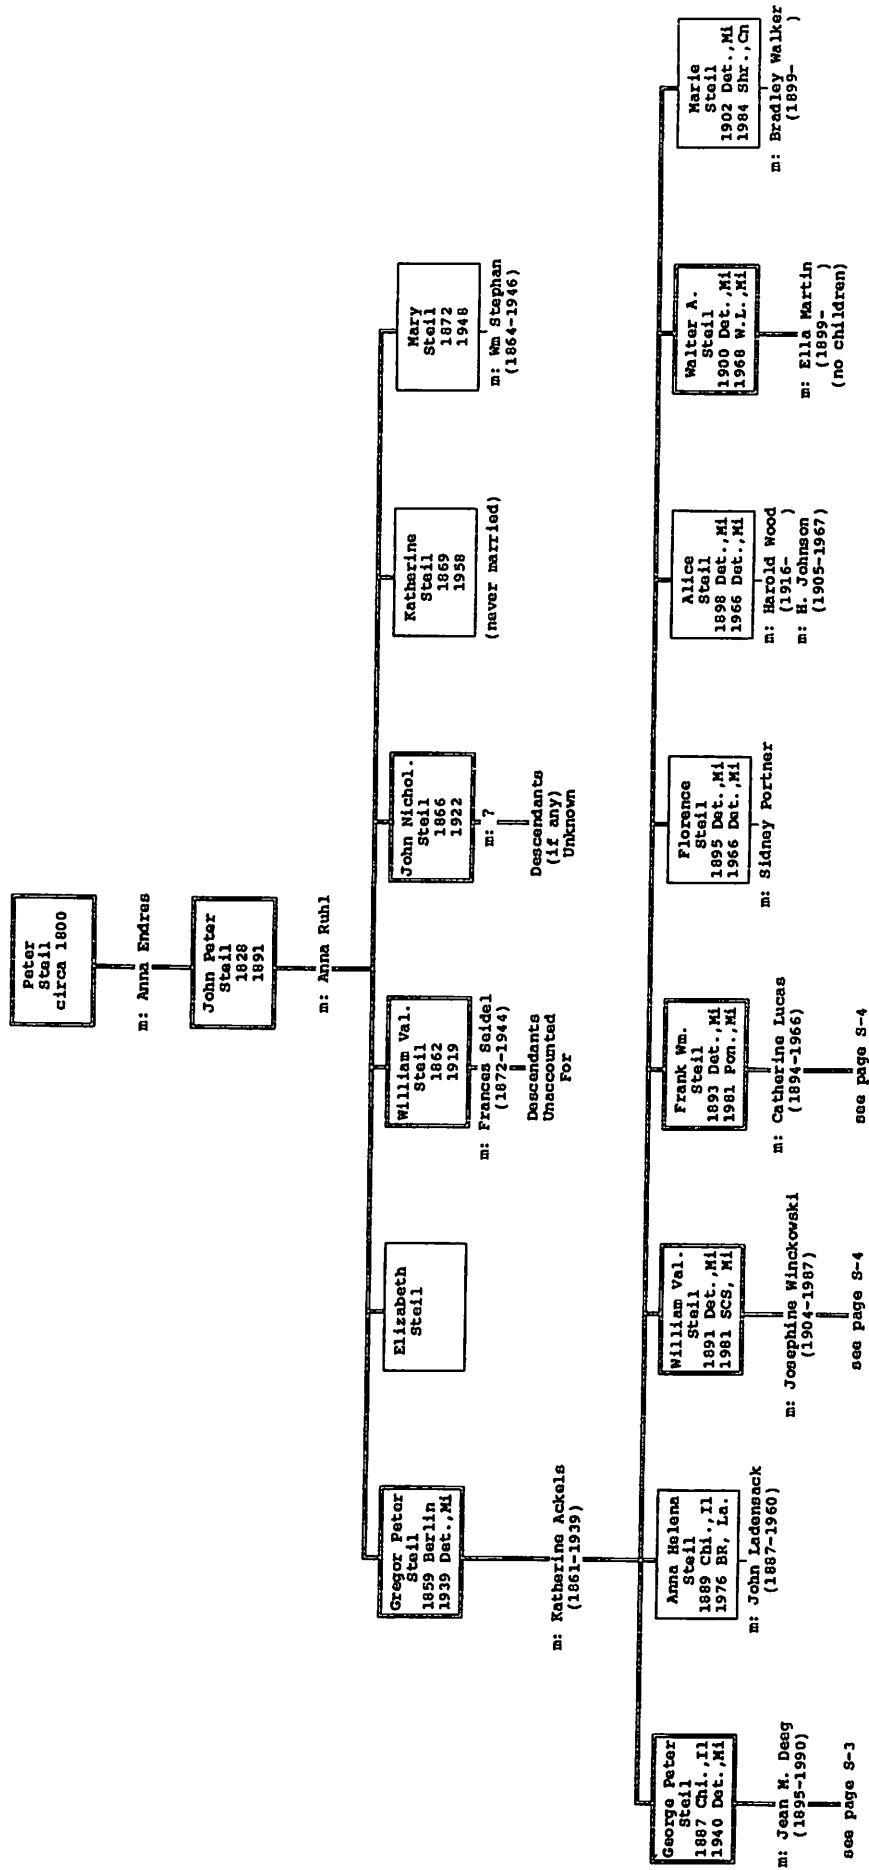 Peter
Steil
circa 1800
m: Anna Endres
John Peter
Steil
1828
1891
m: Anna Ruhl
Gregor Peter
Steil
1859 Berlin
1939 Det.,Mi
m: Katherine Ackels
(1861-1939)
Elizabeth
Steil
William Val.
Steil
1862
1919
m: Frances Seidel
(1872-1944)
Descendants
Unaccounted
For
John Nichol.
Steil
1866
1922
m: ?
Descendants
(if any)
Unknown
Katherine
Steil
1869
1958
(never married)
Mary
Steil
1872
1948
m: Wm Stephan
(1864-1946)
George Peter
Steil
1887 Chi.,Il
1940 Det.,Mi
m: Jean M. Deeg
(1895-1990)
see page S-3
Anna Helena
Steil
1889 Chi.,Il
1976 BR, La.
m: John Ladensack
(1887-1960)
William Val.
Steil
1891 Det.,Mi
1981 SCS, Mi
m: Josephine Winckowski
(1904-1987)
see page S-4
Frank Wm.
Steil
1893 Det.,Mi
1981 Pon.,Mi
m: Catherine Lucas
(1894-1966)
see page S-4
Florence
Steil
1895 Det.,Mi
1966 Det.,Mi
m: Sidney Portner
Alice
Steil
1898 Det.,Mi
1966 Det.,Mi
m: Harold Wood
(1916- )
m: H. Johnson
(1905-1967)
Walter A.
Steil
1900 Det.,Mi
1968 W.L.,Mi
m: Ella Martin
(1899- )
(no children)
Marie
Steil
1902 Det.,Mi
1984 Shr.,Cn
m: Bradley Walker
(1899- )